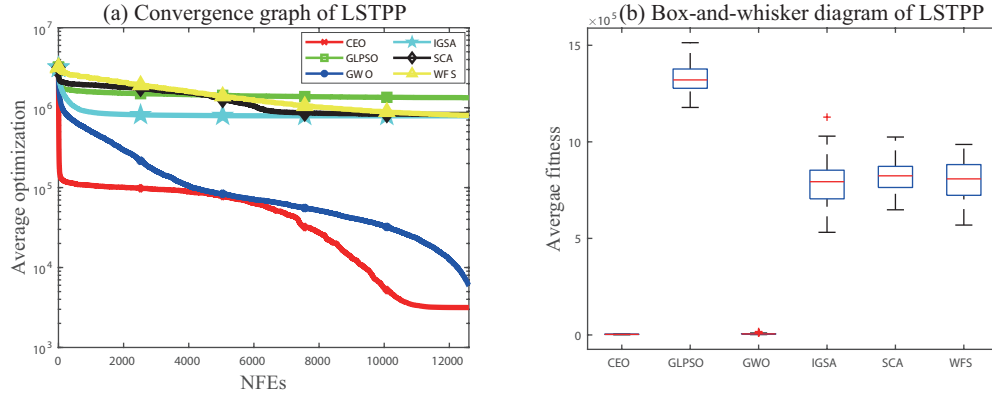 (a) Convergence graph of LSTPP
10^7
10^6
10^5
10^4
10^3
Average optimization
CEO
GLPSO
GWO
IGSA
SCA
WFS
0 2000 4000 6000 8000 10000 12000
NFEs
(b) Box-and-whisker diagram of LSTPP
×10^5
15
10
5
0
Avergae fitness
CEO GLPSO GWO IGSA SCA WFS